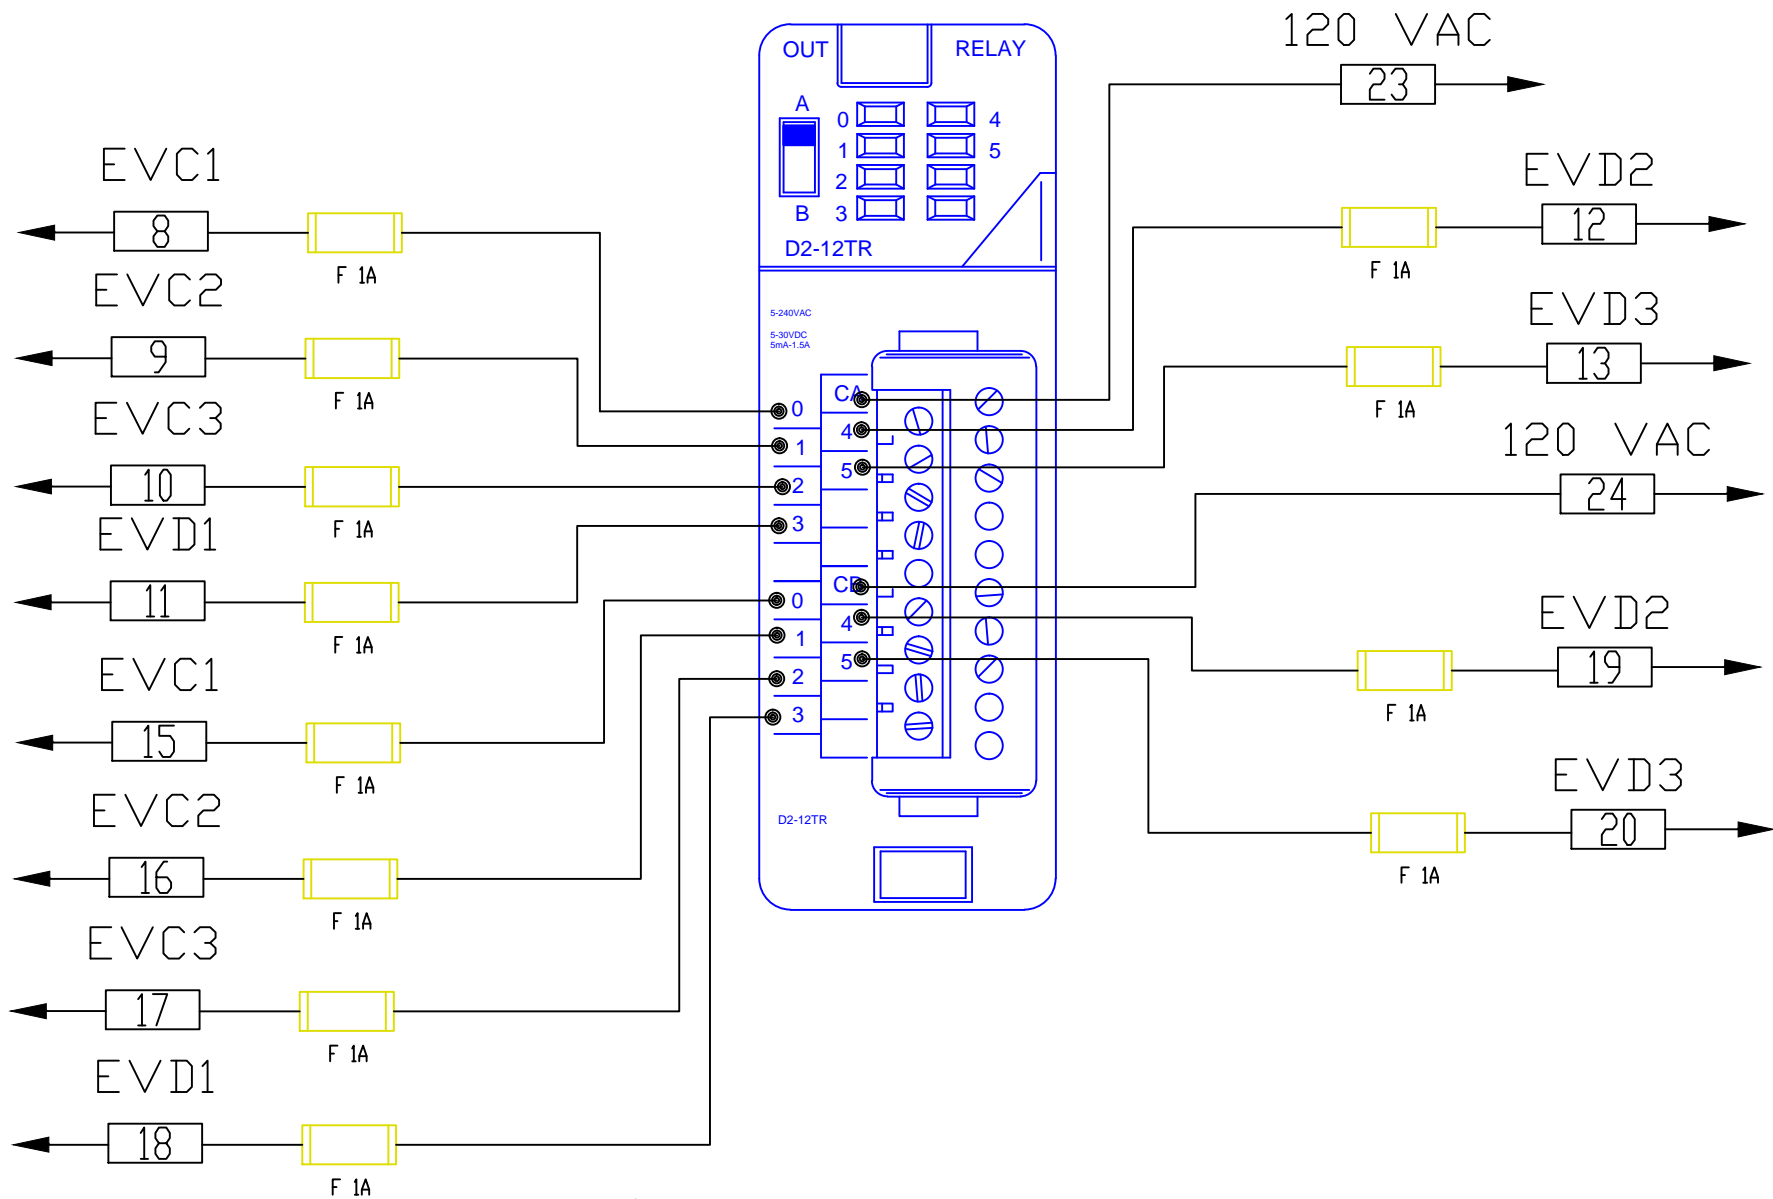 EVC1
8
F 1A
EVC2
9
F 1A
EVC3
10
F 1A
EVD1
11
F 1A
EVC1
15
F 1A
EVC2
16
F 1A
EVC3
17
F 1A
EVD1
18
F 1A
OUT RELAY
A
B
0 4
1 5
2
3
D2-12TR
5-240VAC
5-30VDC
5mA-1.5A
CA
0
4
1
5
2
3
CB
0
4
1
5
2
3
D2-12TR
120 VAC
23
EVD2
12
F 1A
EVD3
13
F 1A
120 VAC
24
EVD2
19
F 1A
EVD3
20
F 1A